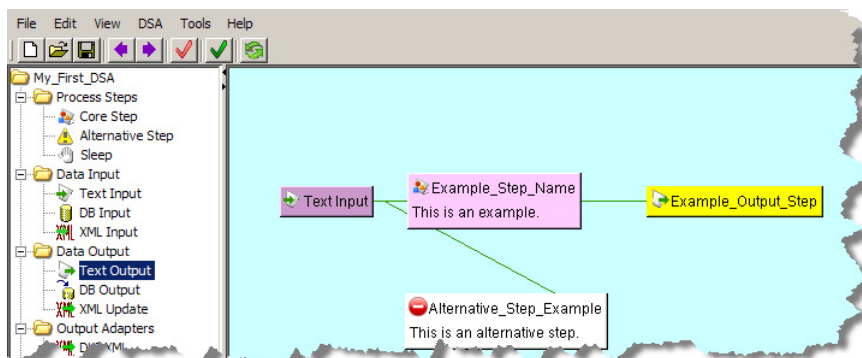 File Edit View DSA Tools Help
My_First_DSA
Process Steps
Core Step
Alternative Step
Sleep
Data Input
Text Input
DB Input
XML Input
Data Output
Text Output
DB Output
XML Update
Output Adapters
Text Input
Example_Step_Name
This is an example.
Example_Output_Step
Alternative_Step_Example
This is an alternative step.